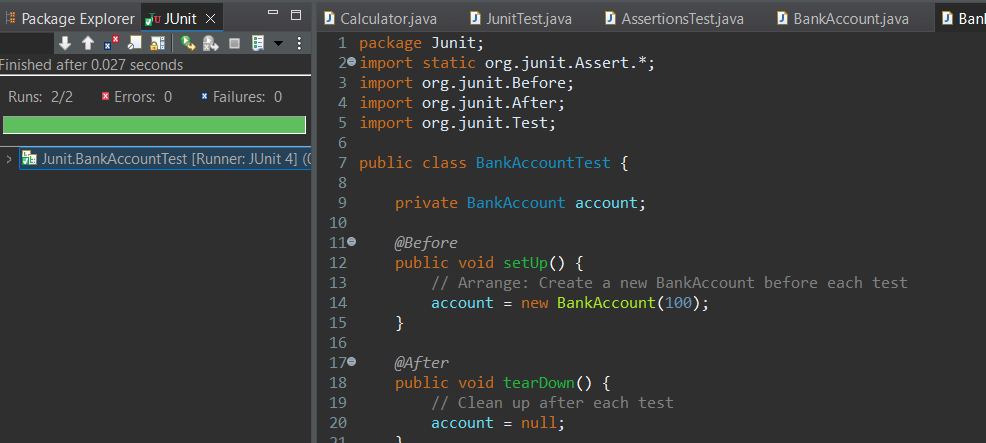 Package Explorer JUnit
Finished after 0.027 seconds
Runs: 2/2 Errors: 0 Failures: 0
Junit.BankAccountTest [Runner: JUnit 4] (0
Calculator.java JunitTest.java AssertionsTest.java BankAccount.java Bank
1 package Junit;
2 import static org.junit.Assert.*;
3 import org.junit.Before;
4 import org.junit.After;
5 import org.junit.Test;
6
7 public class BankAccountTest {
8
9     private BankAccount account;
10
11     @Before
12     public void setUp() {
13         // Arrange: Create a new BankAccount before each test
14         account = new BankAccount(100);
15     }
16
17     @After
18     public void tearDown() {
19         // Clean up after each test
20         account = null;
21     }